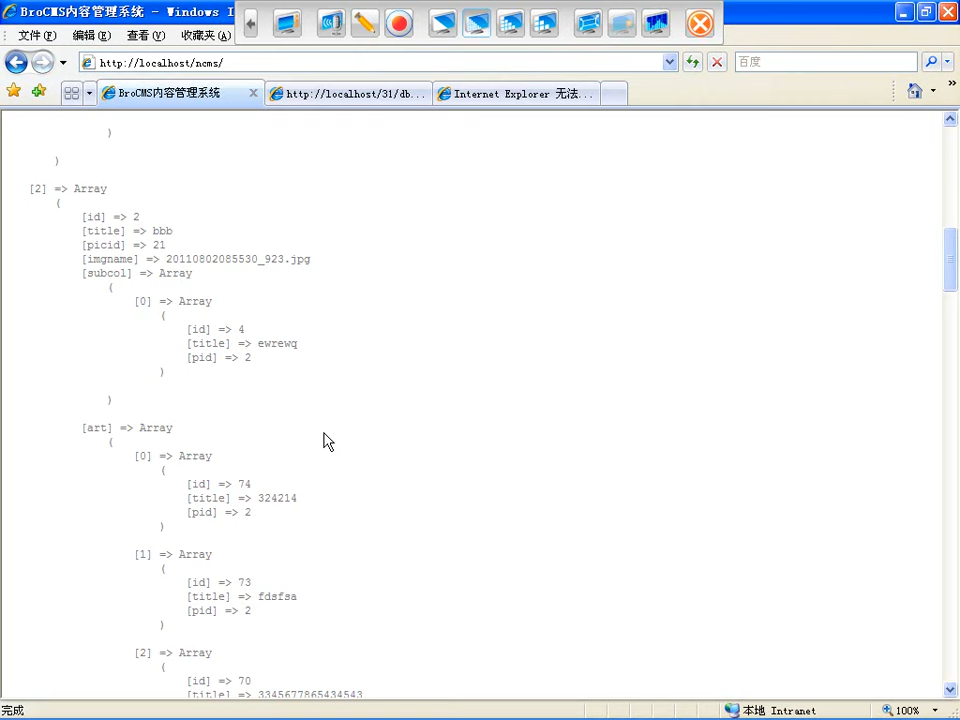 BroCMS内容管理系统 - Windows I
文件(F) 编辑(E) 查看(V) 收藏夹(A)
http://localhost/ncms/
百度
BroCMS内容管理系统
http://localhost/31/db...
Internet Explorer 无法...
)
)
[2] => Array
(
[id] => 2
[title] => bbb
[picid] => 21
[imgname] => 20110802085530_923.jpg
[subcol] => Array
(
[0] => Array
(
[id] => 4
[title] => ewrewq
[pid] => 2
)
)
[art] => Array
(
[0] => Array
(
[id] => 74
[title] => 324214
[pid] => 2
)
[1] => Array
(
[id] => 73
[title] => fdsfsa
[pid] => 2
)
[2] => Array
(
[id] => 70
[title] => 3345677865434543
完成
本地 Intranet
100%